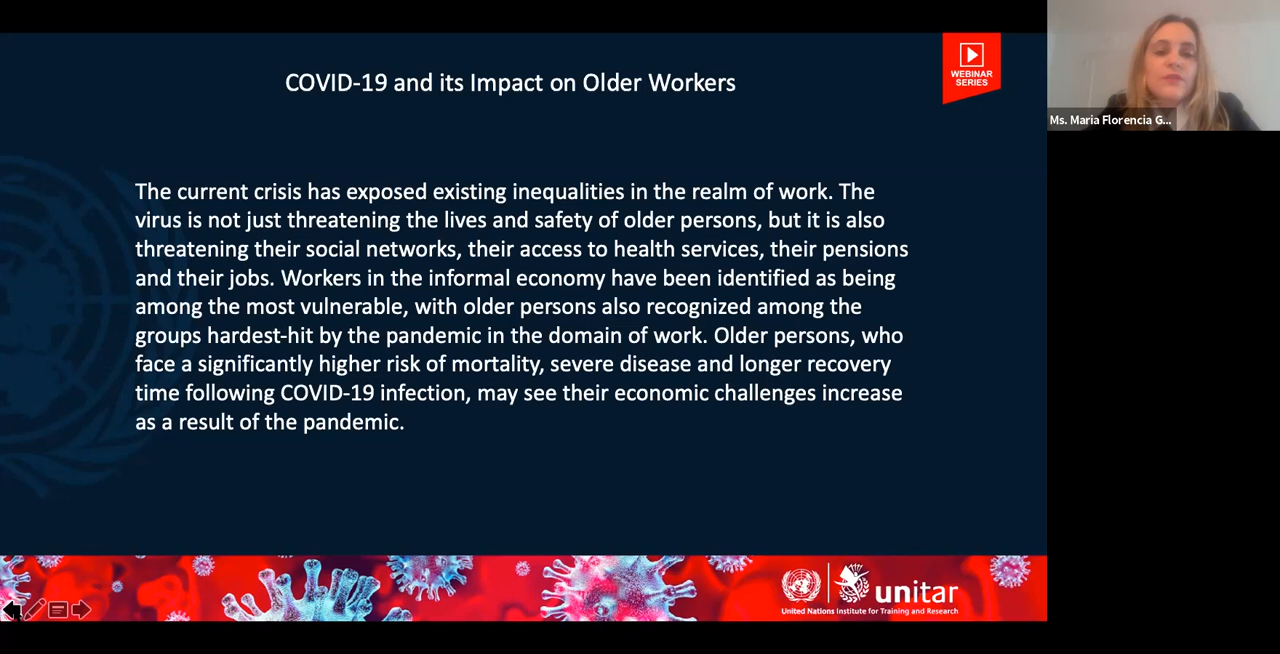 COVID-19 and its Impact on Older Workers
WEBINAR
SERIES
Ms. Maria Florencia G...
The current crisis has exposed existing inequalities in the realm of work. The
virus is not just threatening the lives and safety of older persons, but it is also
threatening their social networks, their access to health services, their pensions
and their jobs. Workers in the informal economy have been identified as being
among the most vulnerable, with older persons also recognized among the
groups hardest-hit by the pandemic in the domain of work. Older persons, who
face a significantly higher risk of mortality, severe disease and longer recovery
time following COVID-19 infection, may see their economic challenges increase
as a result of the pandemic.
unitar
United Nations Institute for Training and Research